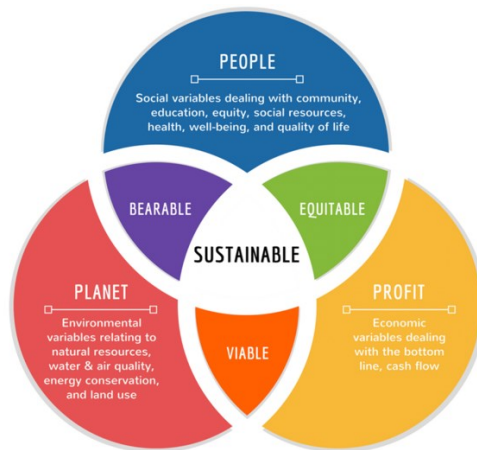 PEOPLE
Social variables dealing with community,
education, equity, social resources,
health, well-being, and quality of life
BEARABLE
EQUITABLE
SUSTAINABLE
PLANET
Environmental
variables relating to
natural resources,
water & air quality,
energy conservation,
and land use
PROFIT
Economic
variables dealing
with the bottom
line, cash flow
VIABLE